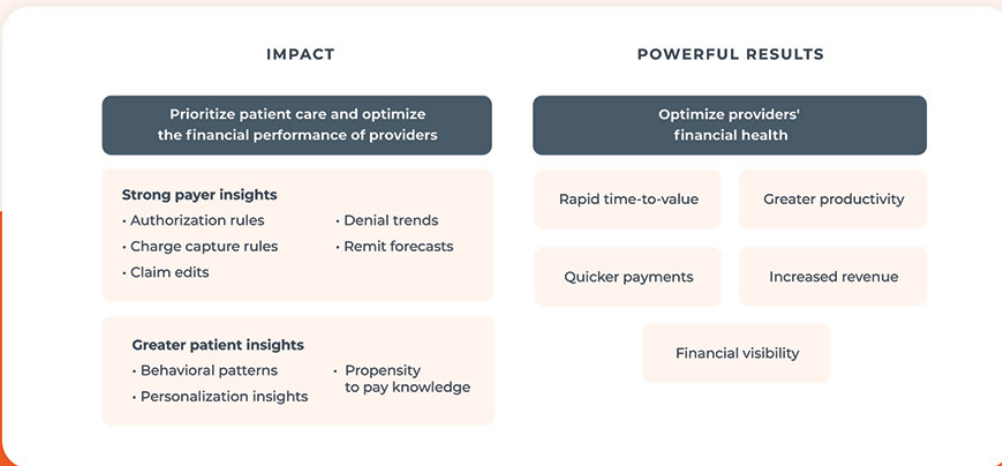 IMPACT
Prioritize patient care and optimize
the financial performance of providers
Strong payer insights
• Authorization rules
• Charge capture rules
• Claim edits
• Denial trends
• Remit forecasts
Greater patient insights
• Behavioral patterns
• Personalization insights
• Propensity
to pay knowledge
POWERFUL RESULTS
Optimize providers'
financial health
Rapid time-to-value
Greater productivity
Quicker payments
Increased revenue
Financial visibility